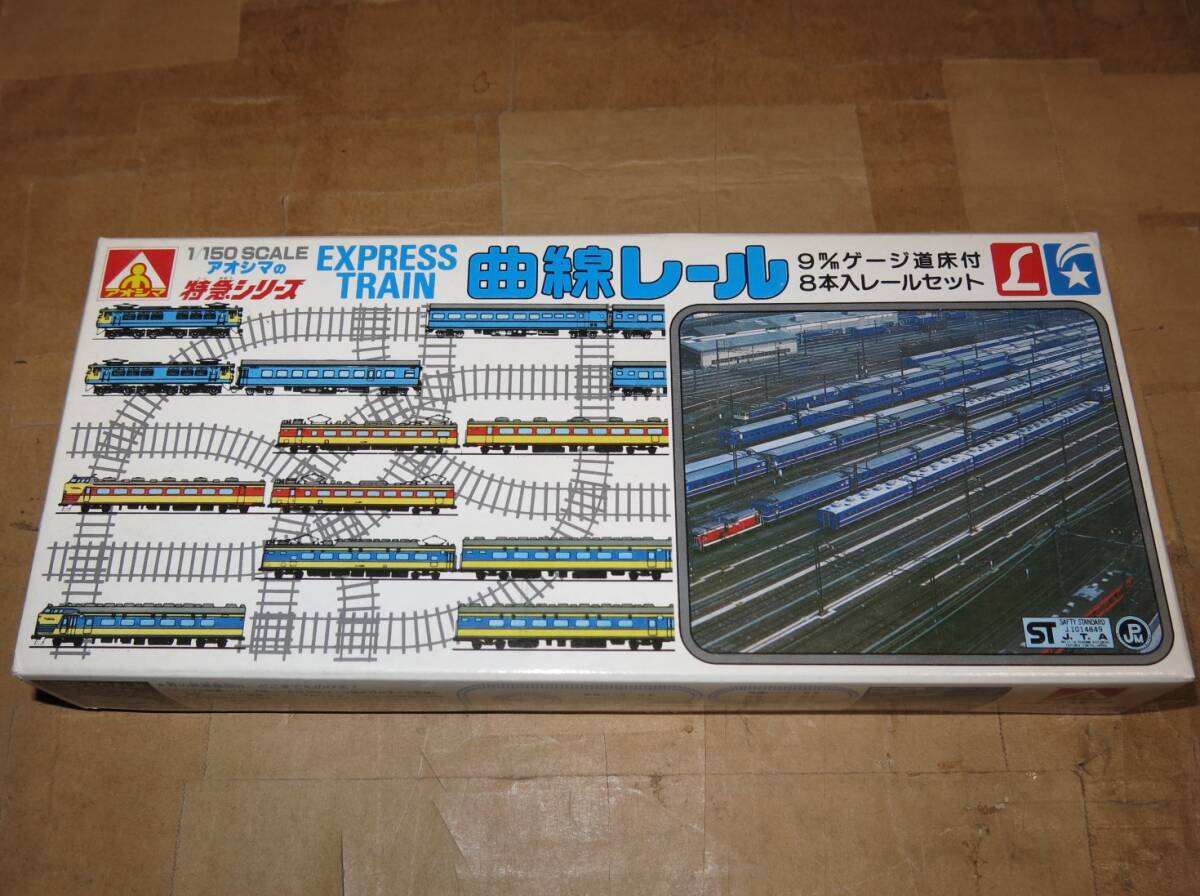 アオシマ
1/150 SCALE
アオシマの
特急シリーズ
EXPRESS
TRAIN
曲線レール
9m/mゲージ道床付
8本入レールセット
L
ST
SAFTY STANDARD
J1014849
J.T.A
PJM